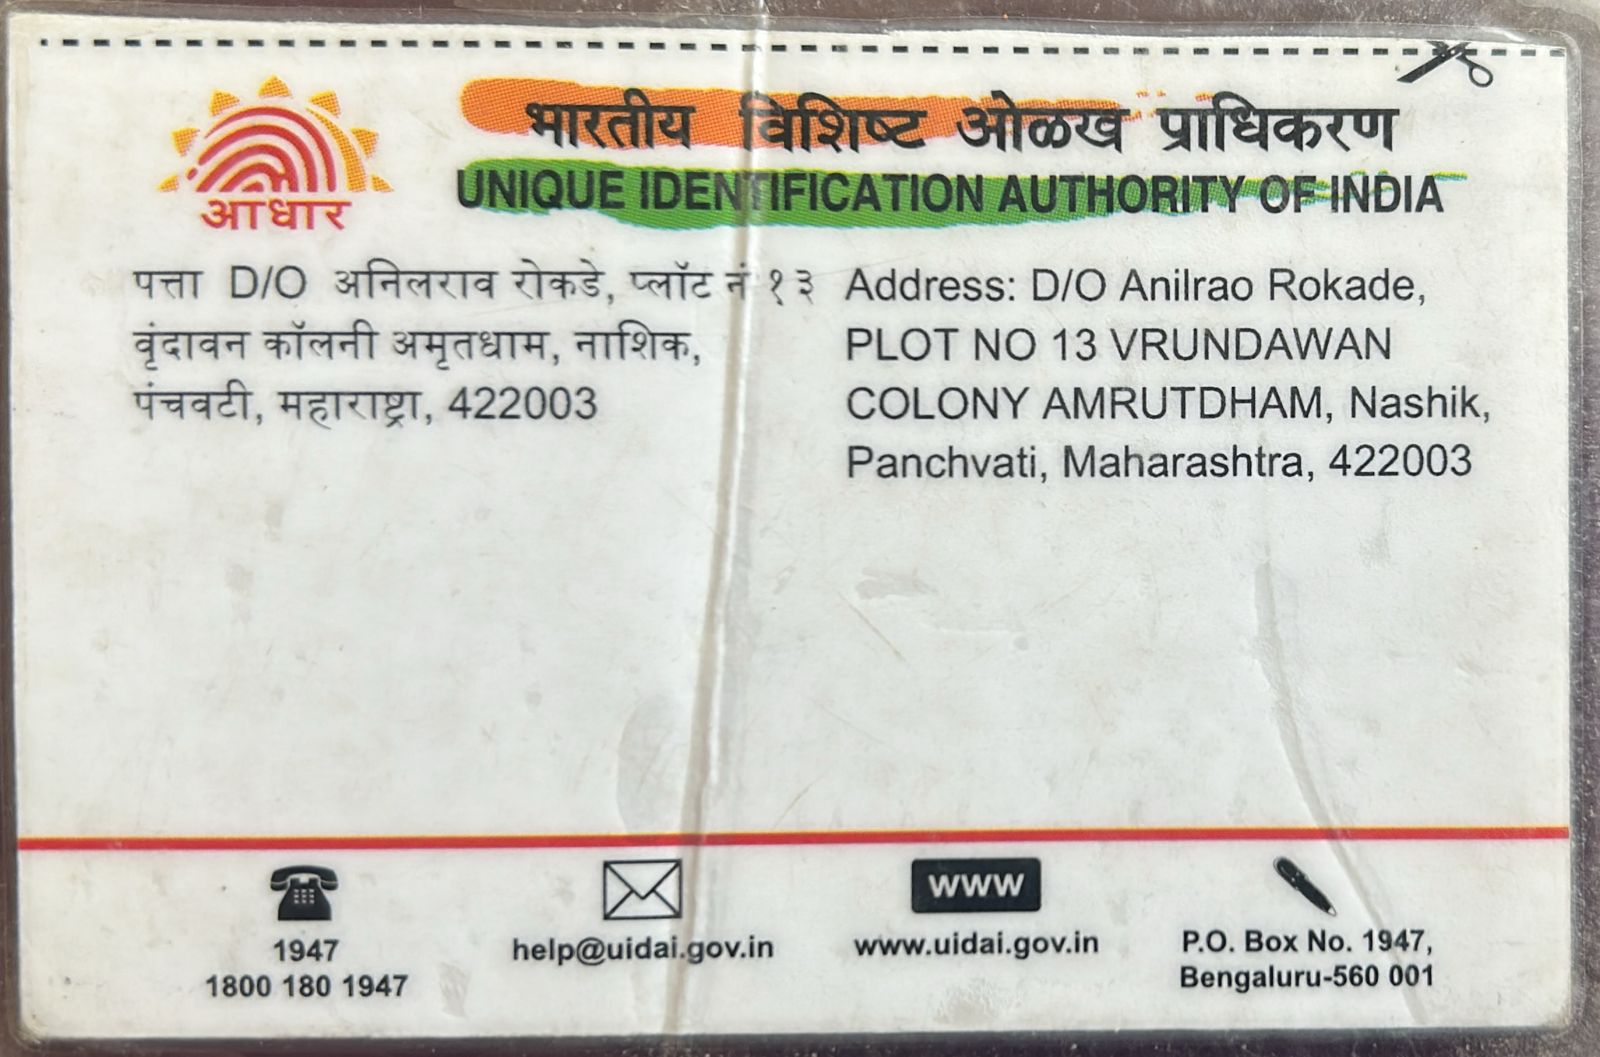 आधार
भारतीय विशिष्ट ओळख प्राधिकरण
UNIQUE IDENTIFICATION AUTHORITY OF INDIA
पत्ता D/O अनिलराव रोकडे, प्लॉट नं १३
वृंदावन कॉलनी अमृतधाम, नाशिक,
पंचवटी, महाराष्ट्रा, 422003
Address: D/O Anilrao Rokade,
PLOT NO 13 VRUNDAWAN
COLONY AMRUTDHAM, Nashik,
Panchvati, Maharashtra, 422003
1947
1800 180 1947
help@uidai.gov.in
WWW
www.uidai.gov.in
P.O. Box No. 1947,
Bengaluru-560 001